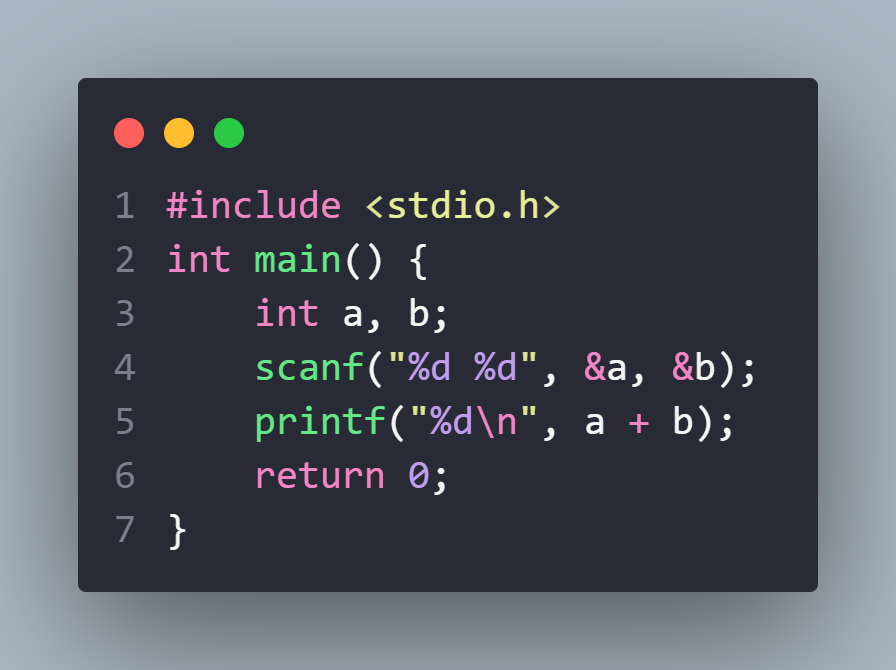 1 #include <stdio.h>
2 int main() {
3     int a, b;
4     scanf("%d %d", &a, &b);
5     printf("%d\n", a + b);
6     return 0;
7 }